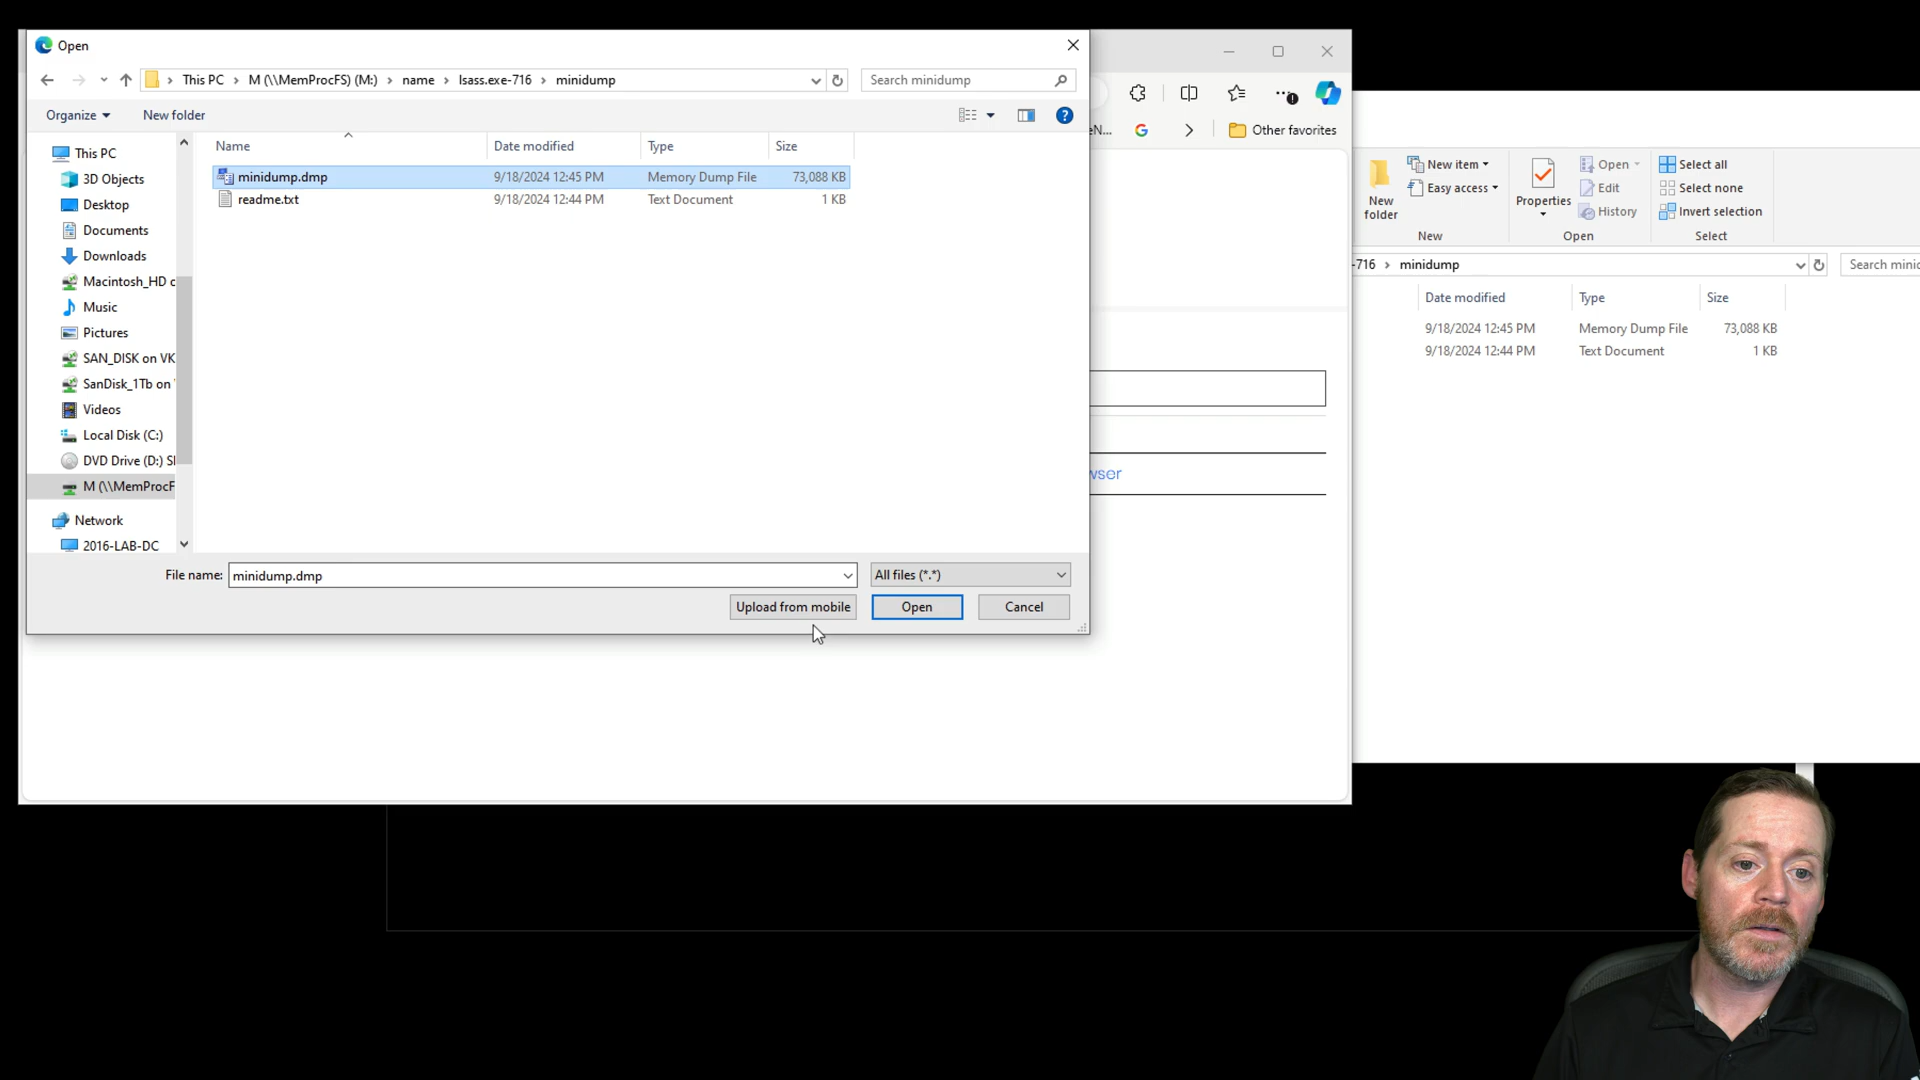 Open
This PC > M (\\MemProcFS) (M:) > name > lsass.exe-716 > minidump
Search minidump
Organize
New folder
Name
Date modified
Type
Size
minidump.dmp
9/18/2024 12:45 PM
Memory Dump File
73,088 KB
readme.txt
9/18/2024 12:44 PM
Text Document
1 KB
This PC
3D Objects
Desktop
Documents
Downloads
Macintosh_HD c
Music
Pictures
SAN_DISK on VK
SanDisk_1Tb on
Videos
Local Disk (C:)
DVD Drive (D:) S
M (\\MemProcF
Network
2016-LAB-DC
File name:
minidump.dmp
All files (*.*)
Upload from mobile
Open
Cancel
eN...
Other favorites
wser
New item
Open
Select all
Easy access
Edit
Select none
New folder
Properties
History
Invert selection
New
Open
Select
-716 > minidump
Search minid
Date modified
Type
Size
9/18/2024 12:45 PM
Memory Dump File
73,088 KB
9/18/2024 12:44 PM
Text Document
1 KB